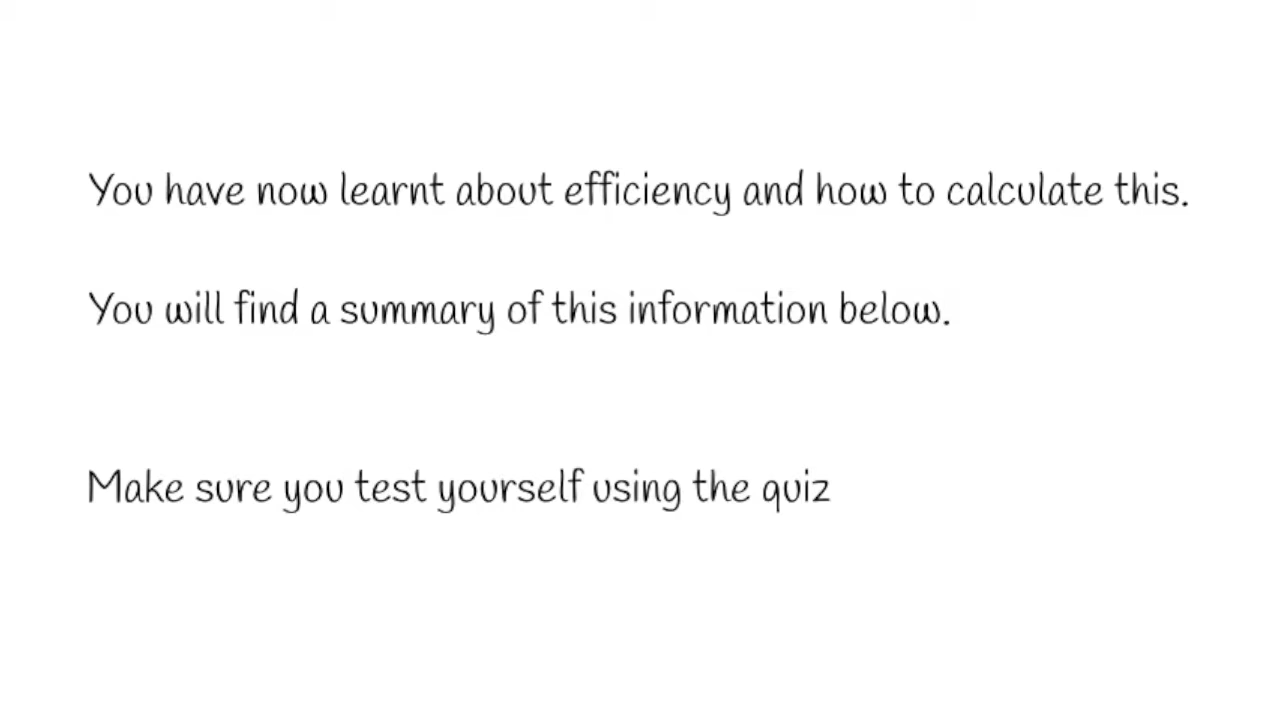 You have now learnt about efficiency and how to calculate this.
You will find a summary of this information below.
Make sure you test yourself using the quiz